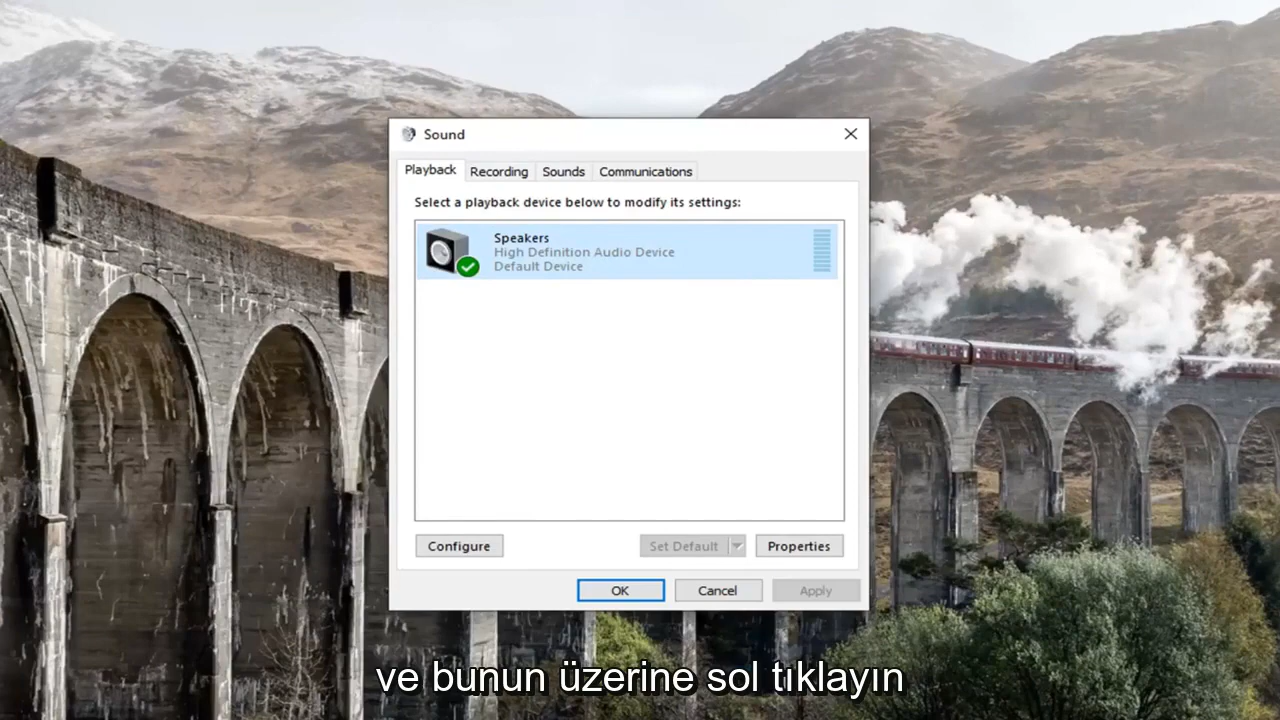 Sound
Playback
Recording
Sounds
Communications
Select a playback device below to modify its settings:
Speakers
High Definition Audio Device
Default Device
Configure
Set Default
Properties
OK
Cancel
Apply
ve bunun üzerine sol tıklayın